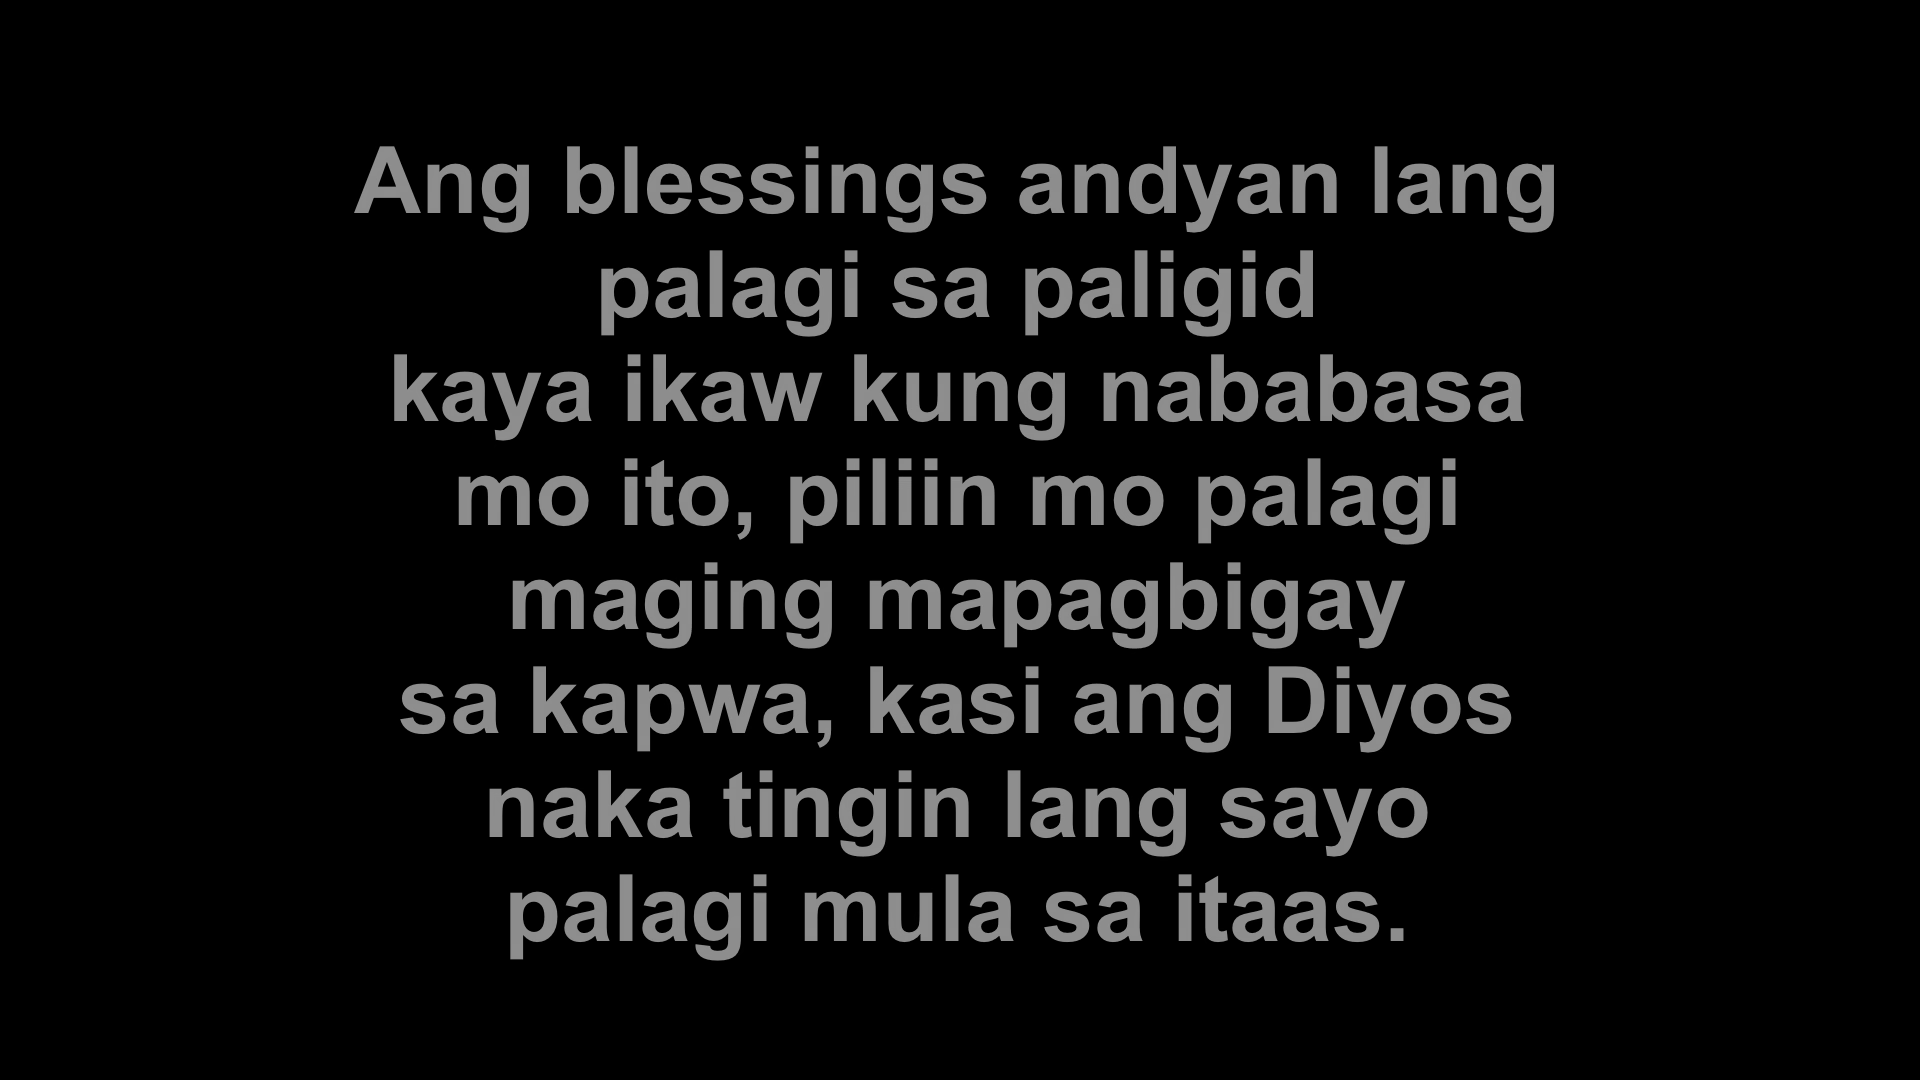 Ang blessings andyan lang
palagi sa paligid
kaya ikaw kung nababasa
mo ito, piliin mo palagi
maging mapagbigay
sa kapwa, kasi ang Diyos
naka tingin lang sayo
palagi mula sa itaas.